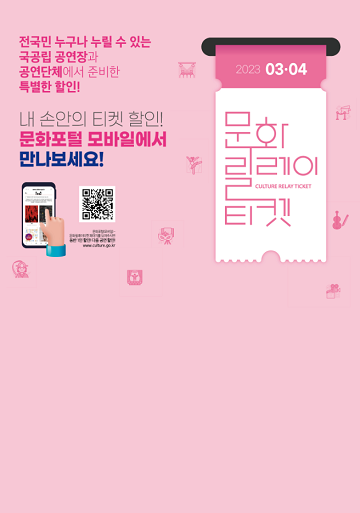 전국민 누구나 누릴 수 있는
국공립 공연장과
공연단체에서 준비한
특별한 할인!
내 손안의 티켓 할인!
문화포털 모바일에서
만나보세요!
www.culture.go.kr
2023 03·04
문화
릴레이
티켓
CULTURE RELAY TICKET